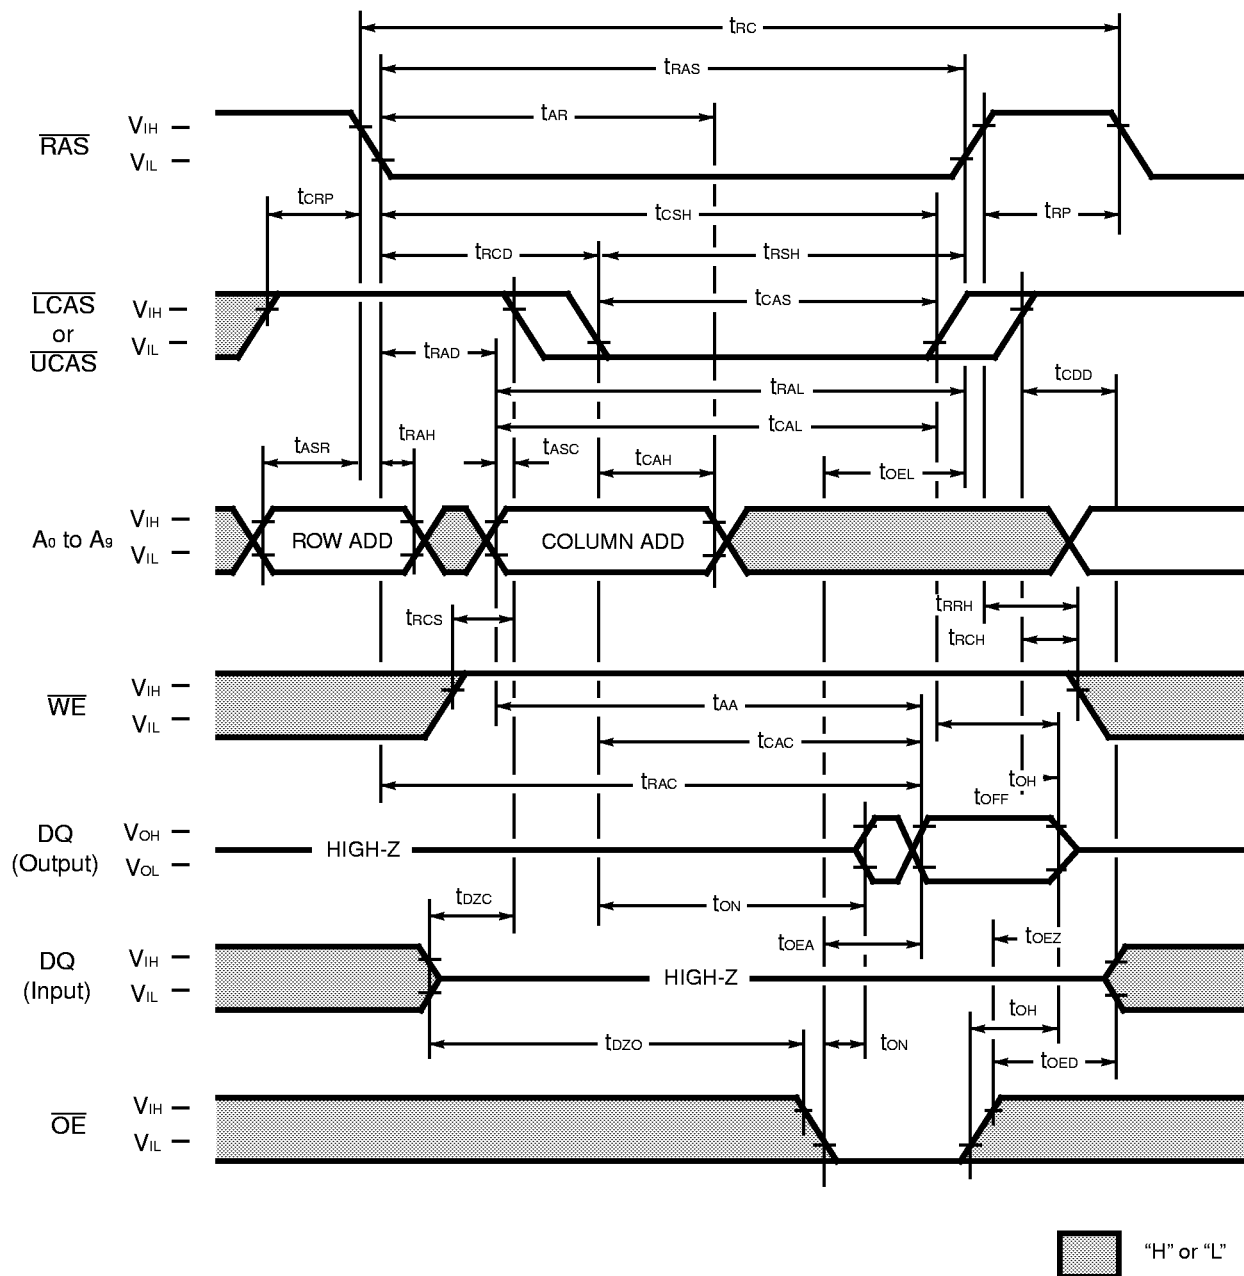 tRC
tRAS
tAR
RAS
VIH
VIL
tCRP
tCSH
tRP
tRCD
tRSH
LCAS
or
UCAS
VIH
VIL
tCAS
tRAD
tCDD
tRAL
tCAL
tASR
tRAH
tASC
tCAH
tOEL
A0 to A9
VIH
VIL
ROW ADD
COLUMN ADD
tRRH
tRCS
tRCH
WE
VIH
VIL
tAA
tCAC
tRAC
tOH
tOFF
DQ
(Output)
VOH
VOL
HIGH-Z
tDZC
tON
tOEA
tOEZ
DQ
(Input)
VIH
VIL
HIGH-Z
tOH
tDZO
tON
tOED
OE
VIH
VIL
“H” or “L”